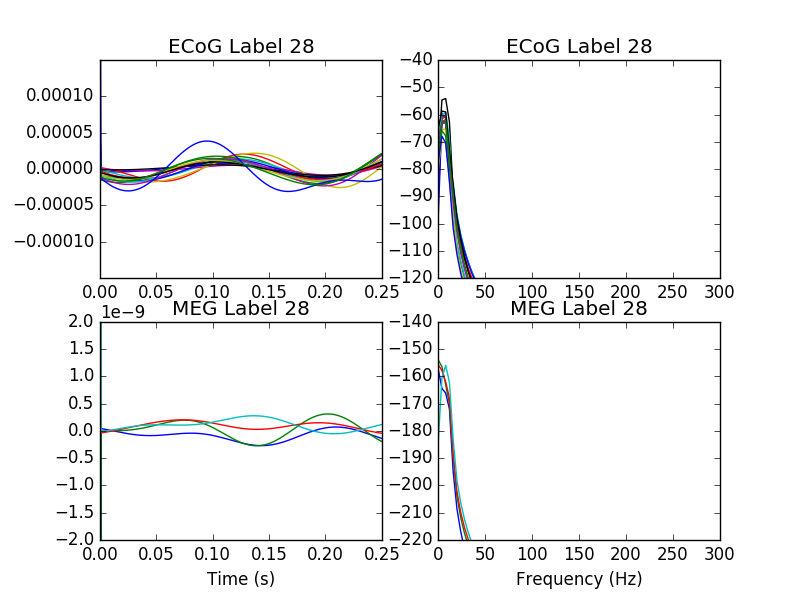 ECoG Label 28
0.00010
0.00005
0.00000
−0.00005
−0.00010
0.00 0.05 0.10 0.15 0.20 0.25
ECoG Label 28
−40
−50
−60
−70
−80
−90
−100
−110
−120
0 50 100 150 200 250 300
MEG Label 28
1e−9
2.0
1.5
1.0
0.5
0.0
−0.5
−1.0
−1.5
−2.0
0.00 0.05 0.10 0.15 0.20 0.25
Time (s)
MEG Label 28
−140
−150
−160
−170
−180
−190
−200
−210
−220
0 50 100 150 200 250 300
Frequency (Hz)